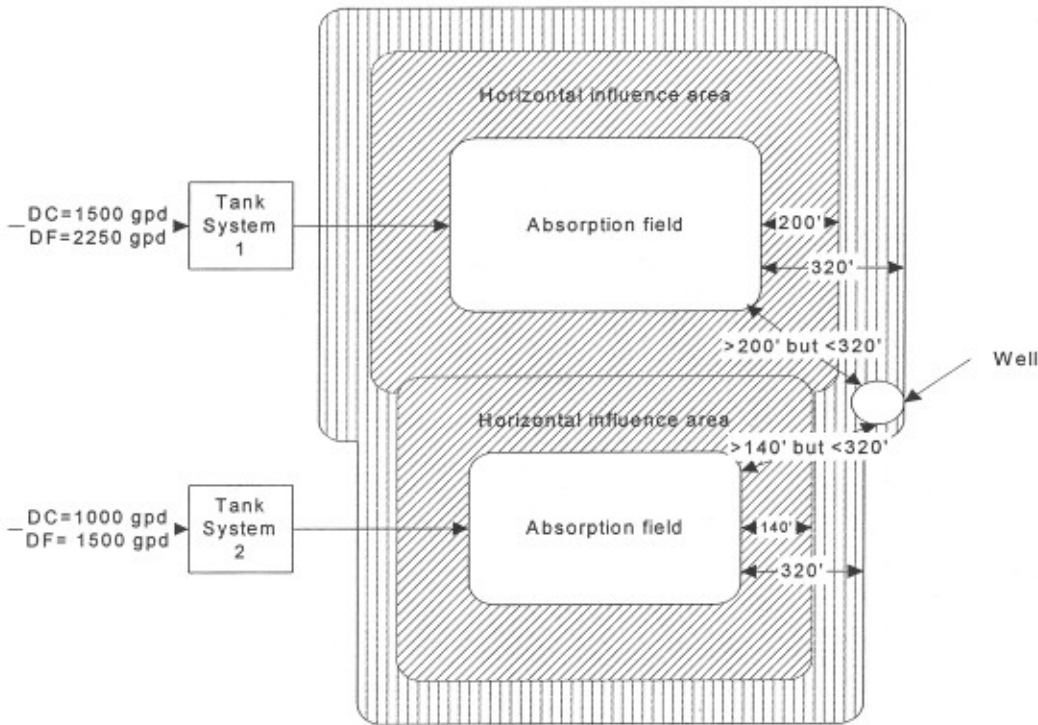 Horizontal influence area
DC=1500 gpd
DF=2250 gpd
Tank
System
1
Absorption field
200'
320'
>200' but <320'
Well
Horizontal influence area
>140' but <320'
DC=1000 gpd
DF= 1500 gpd
Tank
System
2
Absorption field
140'
320'